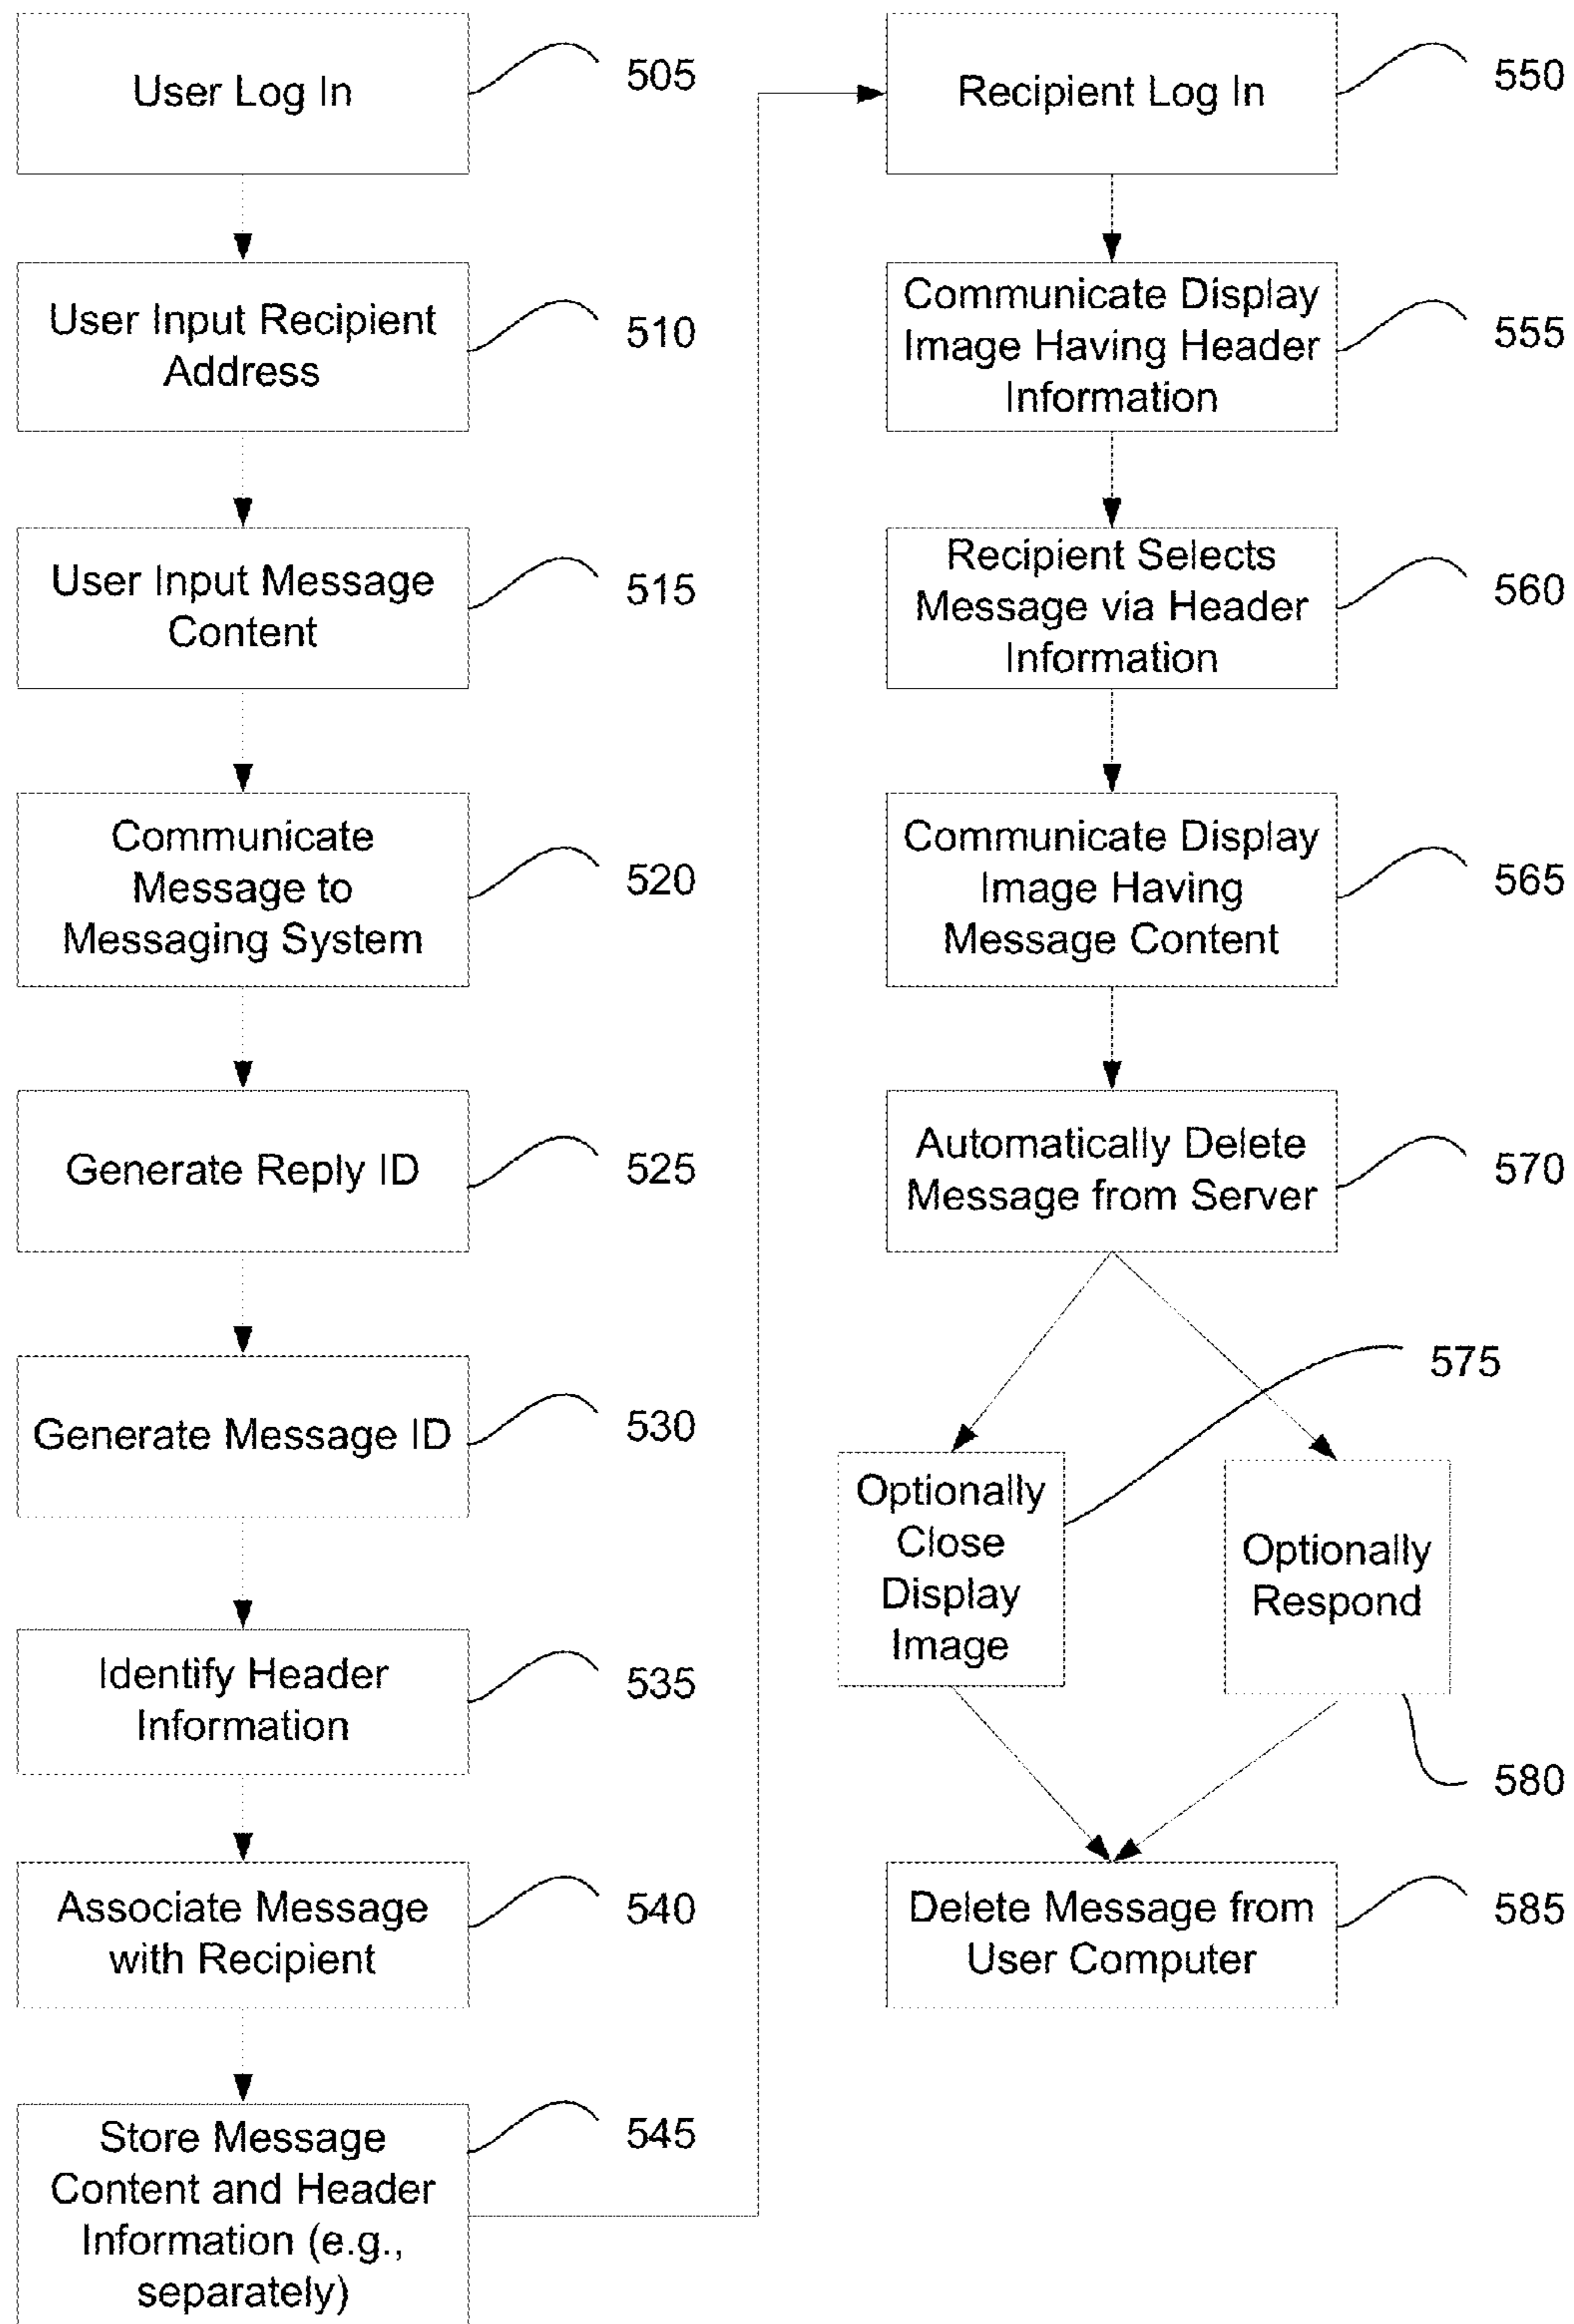 User Log In
505
User Input Recipient
Address
510
User Input Message
Content
515
Communicate
Message to
Messaging System
520
Generate Reply ID
525
Generate Message ID
530
Identify Header
Information
535
Associate Message
with Recipient
540
Store Message
Content and Header
Information (e.g.,
separately)
545
Recipient Log In
550
Communicate Display
Image Having Header
Information
555
Recipient Selects
Message via Header
Information
560
Communicate Display
Image Having
Message Content
565
Automatically Delete
Message from Server
570
Optionally
Close
Display
Image
575
Optionally
Respond
580
Delete Message from
User Computer
585